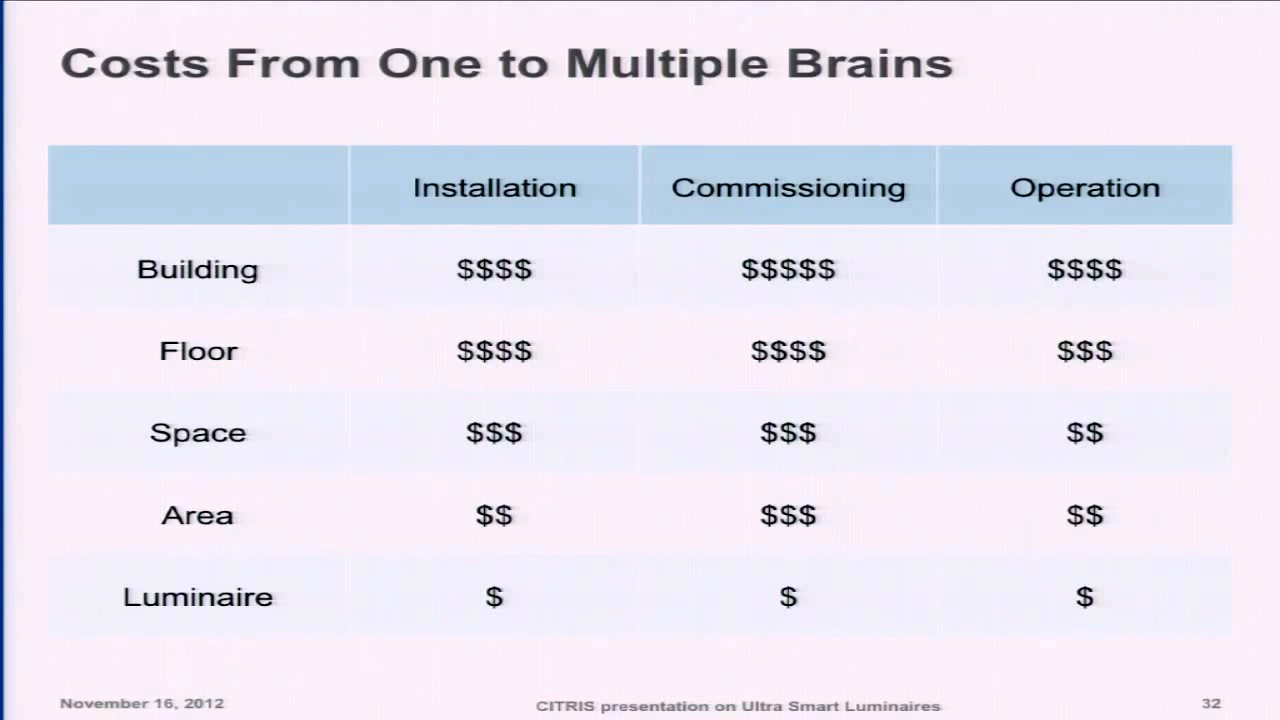 Costs From One to Multiple Brains
Installation Commissioning Operation
Building $$$$ $$$$$ $$$$
Floor $$$$ $$$$ $$$
Space $$$ $$$ $$
Area $$ $$$ $$
Luminaire $ $ $
November 16, 2012 CITRIS presentation on Ultra Smart Luminaires 32